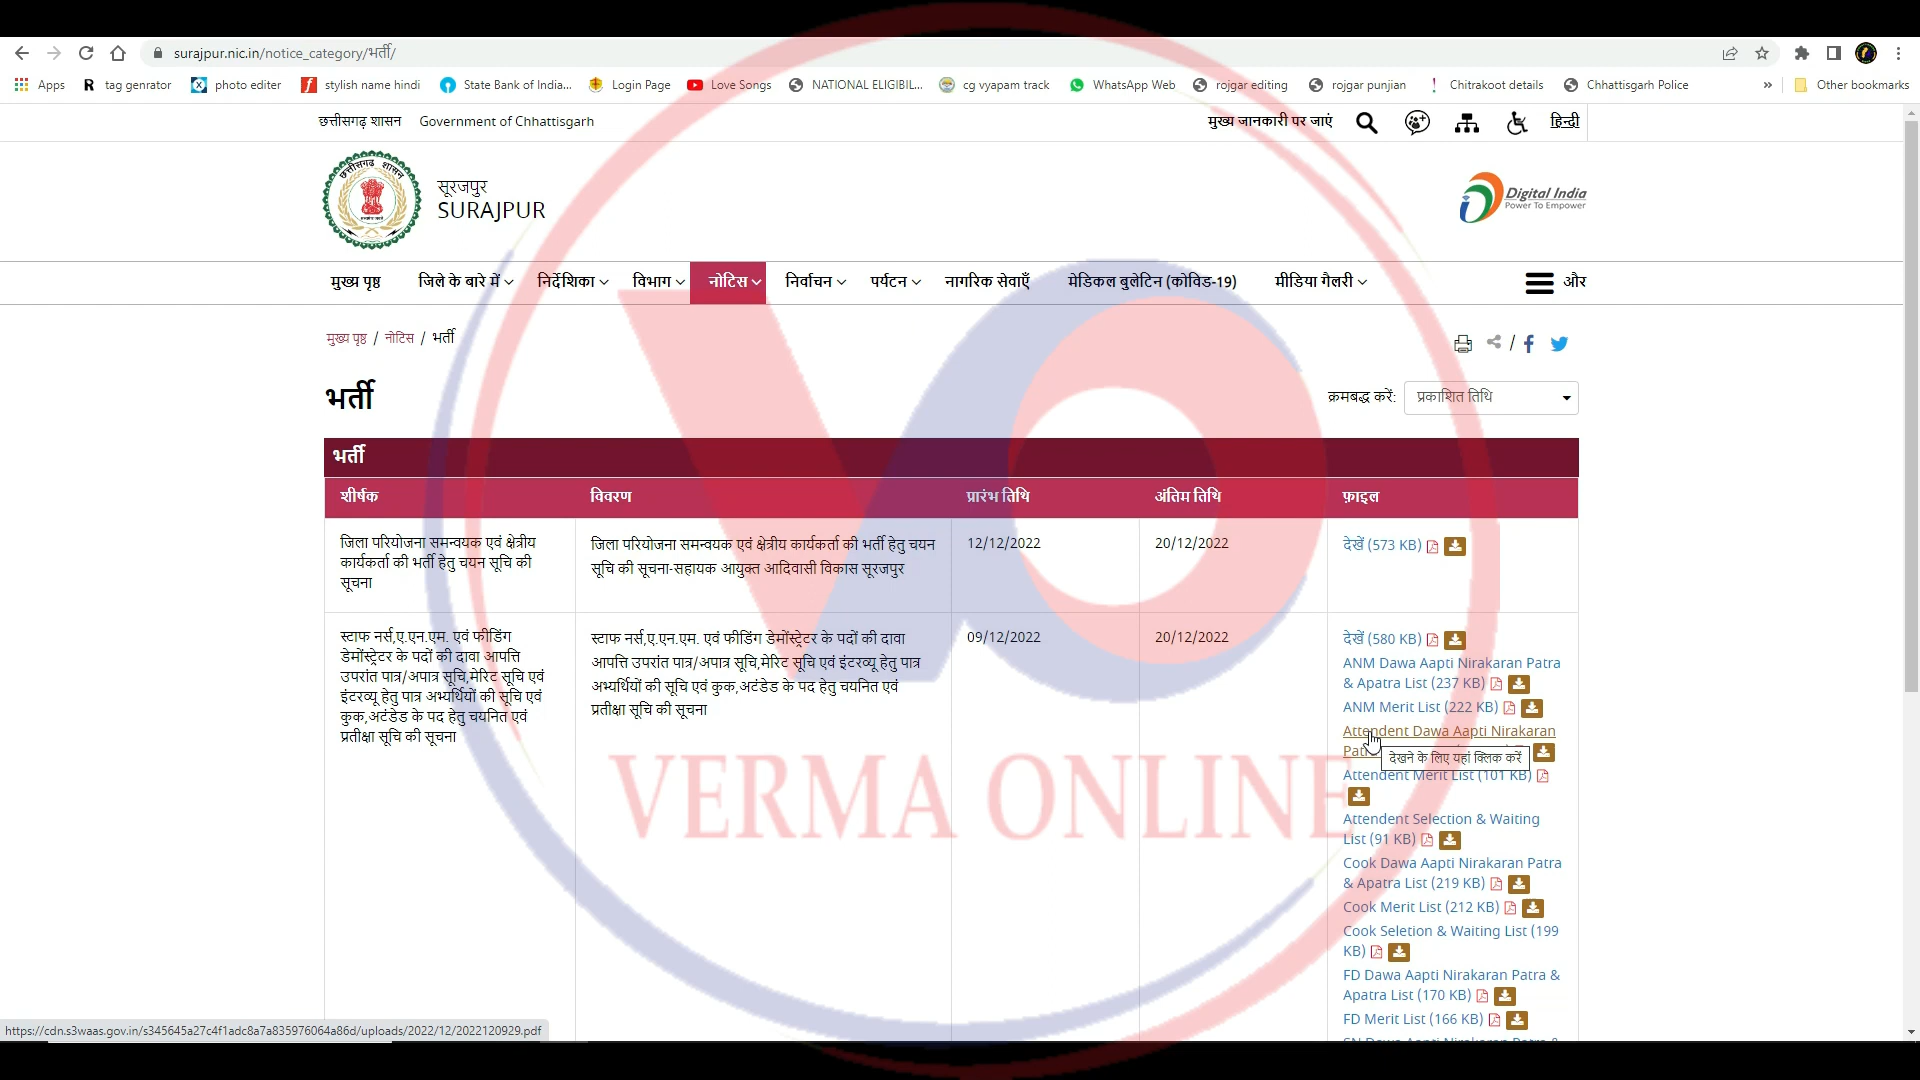 surajpur.nic.in/notice_category/भर्ती/
Apps tag genrator photo editer stylish name hindi State Bank of India... Login Page Love Songs NATIONAL ELIGIBIL... cg vyapam track WhatsApp Web rojgar editing rojgar punjian Chitrakoot details Chhattisgarh Police » Other bookmarks
छत्तीसगढ़ शासन Government of Chhattisgarh मुख्य जानकारी पर जाएं हिन्दी
सूरजपुर
SURAJPUR
Digital India
Power To Empower
मुख्य पृष्ठ जिले के बारे में निर्देशिका विभाग नोटिस निर्वाचन पर्यटन नागरिक सेवाएँ मेडिकल बुलेटिन (कोविड-19) मीडिया गैलरी और
मुख्य पृष्ठ / नोटिस / भर्ती
भर्ती
क्रमबद्ध करें: प्रकाशित तिथि
भर्ती
शीर्षक विवरण प्रारंभ तिथि अंतिम तिथि फ़ाइल
जिला परियोजना समन्वयक एवं क्षेत्रीय
कार्यकर्ता की भर्ती हेतु चयन सूचि की
सूचना
जिला परियोजना समन्वयक एवं क्षेत्रीय कार्यकर्ता की भर्ती हेतु चयन
सूचि की सूचना-सहायक आयुक्त आदिवासी विकास सूरजपुर
12/12/2022
20/12/2022
देखें (573 KB)
स्टाफ नर्स,ए.एन.एम. एवं फीडिंग
डेमोंस्ट्रेटर के पदों की दावा आपत्ति
उपरांत पात्र/अपात्र सूचि,मेरिट सूचि एवं
इंटरव्यू हेतु पात्र अभ्यर्थियों की सूचि एवं
कुक,अटंडेड के पद हेतु चयनित एवं
प्रतीक्षा सूचि की सूचना
स्टाफ नर्स,ए.एन.एम. एवं फीडिंग डेमोंस्ट्रेटर के पदों की दावा
आपत्ति उपरांत पात्र/अपात्र सूचि,मेरिट सूचि एवं इंटरव्यू हेतु पात्र
अभ्यर्थियों की सूचि एवं कुक,अटंडेड के पद हेतु चयनित एवं
प्रतीक्षा सूचि की सूचना
09/12/2022
20/12/2022
देखें (580 KB)
ANM Dawa Aapti Nirakaran Patra
& Apatra List (237 KB)
ANM Merit List (222 KB)
Attendent Dawa Aapti Nirakaran
देखने के लिए यहां क्लिक करें
Attendent Merit List (101 KB)
Attendent Selection & Waiting
List (91 KB)
Cook Dawa Aapti Nirakaran Patra
& Apatra List (219 KB)
Cook Merit List (212 KB)
Cook Seletion & Waiting List (199
KB)
FD Dawa Aapti Nirakaran Patra &
Apatra List (170 KB)
FD Merit List (166 KB)
VERMA ONLINE
https://cdn.s3waas.gov.in/s345645a27c4f1adc8a7a835976064a86d/uploads/2022/12/2022120929.pdf